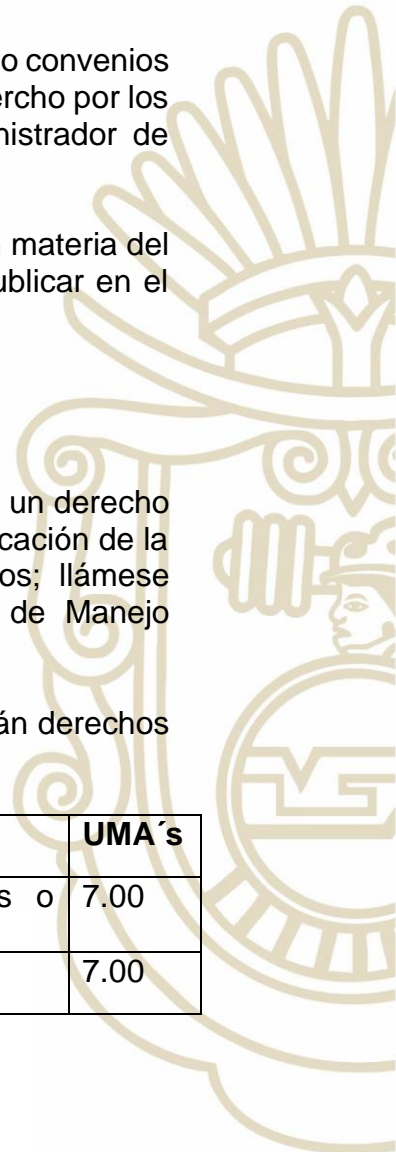 o convenios
ercho por los
nistrador de
materia del
ublicar en el
un derecho
cación de la
os; llámese
de Manejo
án derechos
UMA´s
s o 7.00
7.00